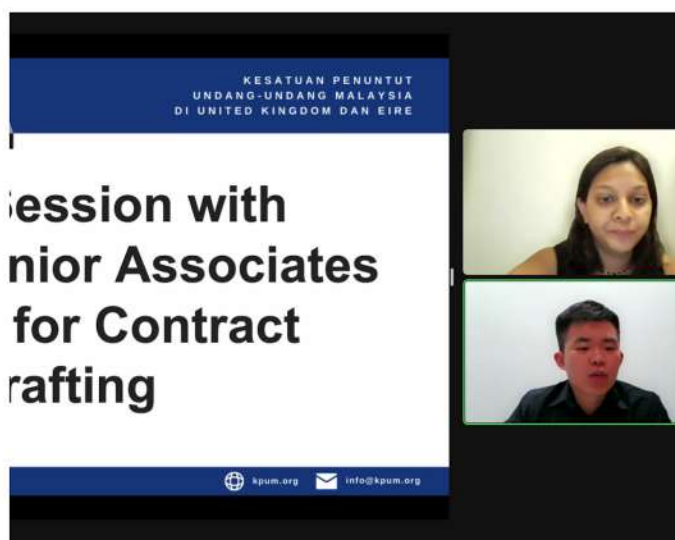 KESATUAN PENUNTUT
UNDANG-UNDANG MALAYSIA
DI UNITED KINGDOM DAN EIRE
ession with
nior Associates
for Contract
rafting
kpum.org info@kpum.org